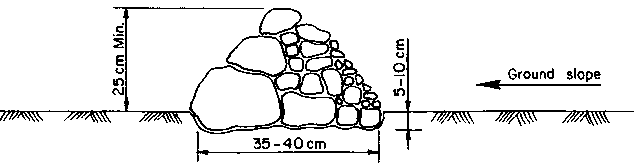 25 cm Min.
5-10 cm
Ground slope
35-40 cm